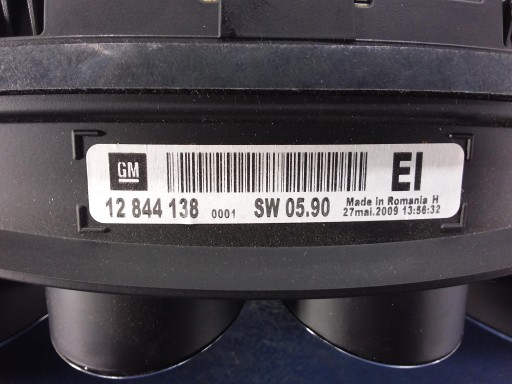 GM EI
12 844 138 0001 SW 05.90 Made in Romania H
27mai.2009 13:56:32